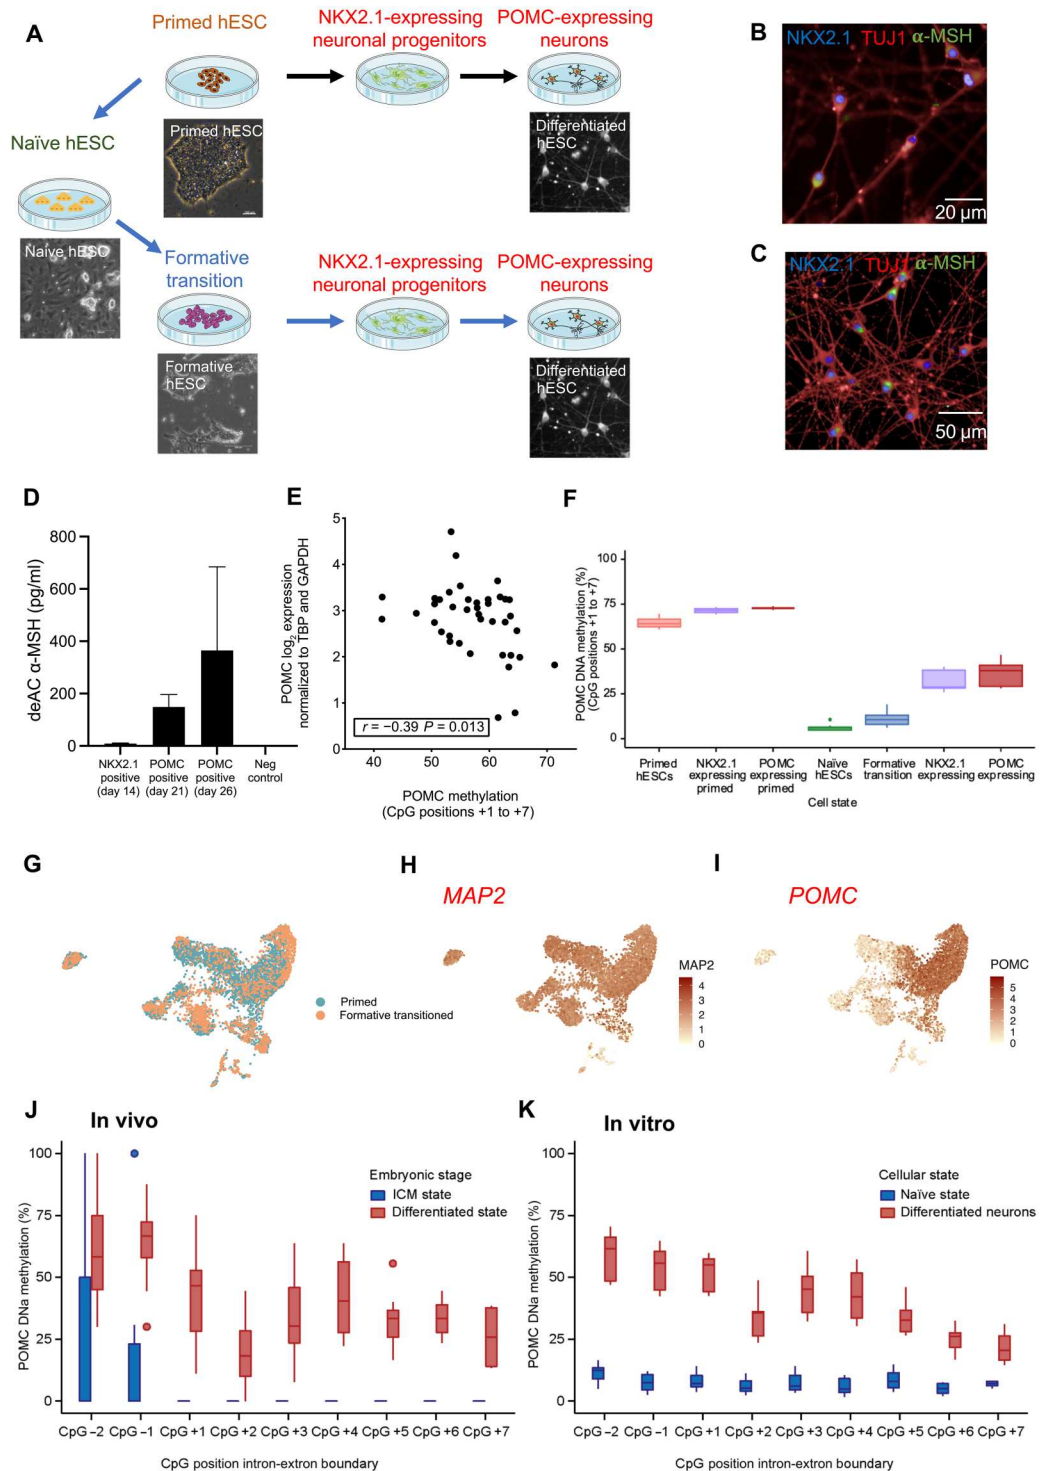 A
Primed hESC
NKX2.1-expressing
neuronal progenitors
POMC-expressing
neurons
Primed hESC
Differentiated
hESC
Naïve hESC
Naive hESC
Formative
transition
NKX2.1-expressing
neuronal progenitors
POMC-expressing
neurons
Formative
hESC
Differentiated
hESC
B
NKX2.1 TUJ1 α-MSH
20 µm
C
NKX2.1 TUJ1 α-MSH
50 µm
D
deAC α-MSH (pg/ml)
800
600
400
200
0
NKX2.1
positive
(day 14)
POMC
positive
(day 21)
POMC
positive
(day 26)
Neg
control
E
POMC log2 expression
normalized to TBP and GAPDH
5
4
3
2
1
0
r = −0.39 P = 0.013
40 50 60 70
POMC methylation
(CpG positions +1 to +7)
F
POMC DNA methylation (%)
(CpG positions +1 to +7)
100
75
50
25
0
Primed
hESCs
NKX2.1
expressing
primed
POMC
expressing
primed
Naïve
hESCs
Formative
transition
NKX2.1
expressing
POMC
expressing
Cell state
G
Primed
Formative transitioned
H
MAP2
MAP2
4
3
2
1
0
I
POMC
POMC
5
4
3
2
1
0
J
In vivo
POMC DNa methylation (%)
100
75
50
25
0
Embryonic stage
ICM state
Differentiated state
CpG −2 CpG −1 CpG +1 CpG +2 CpG +3 CpG +4 CpG +5 CpG +6 CpG +7
CpG position intron-extron boundary
K
In vitro
POMC DNa methylation (%)
100
75
50
25
0
Cellular state
Naïve state
Differentiated neurons
CpG −2 CpG −1 CpG +1 CpG +2 CpG +3 CpG +4 CpG +5 CpG +6 CpG +7
CpG position intron-extron boundary